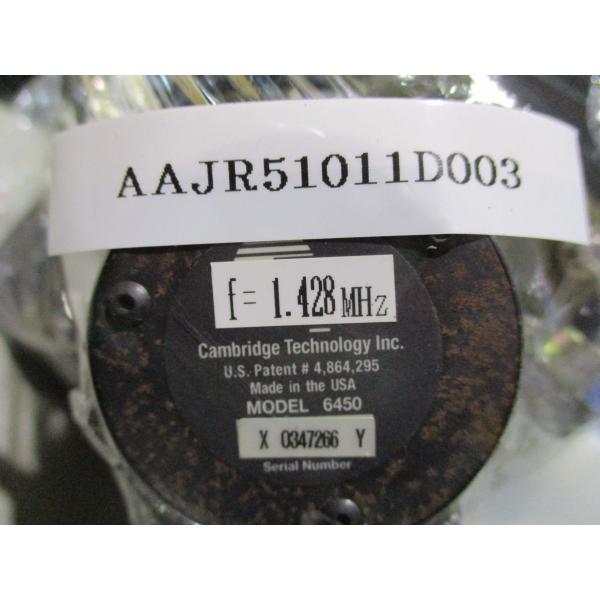 AAJR51011D003
f= 1.428 MHz
Cambridge Technology Inc.
U.S. Patent # 4,864,295
Made in the USA
MODEL 6450
X 0347266 Y
Serial Number